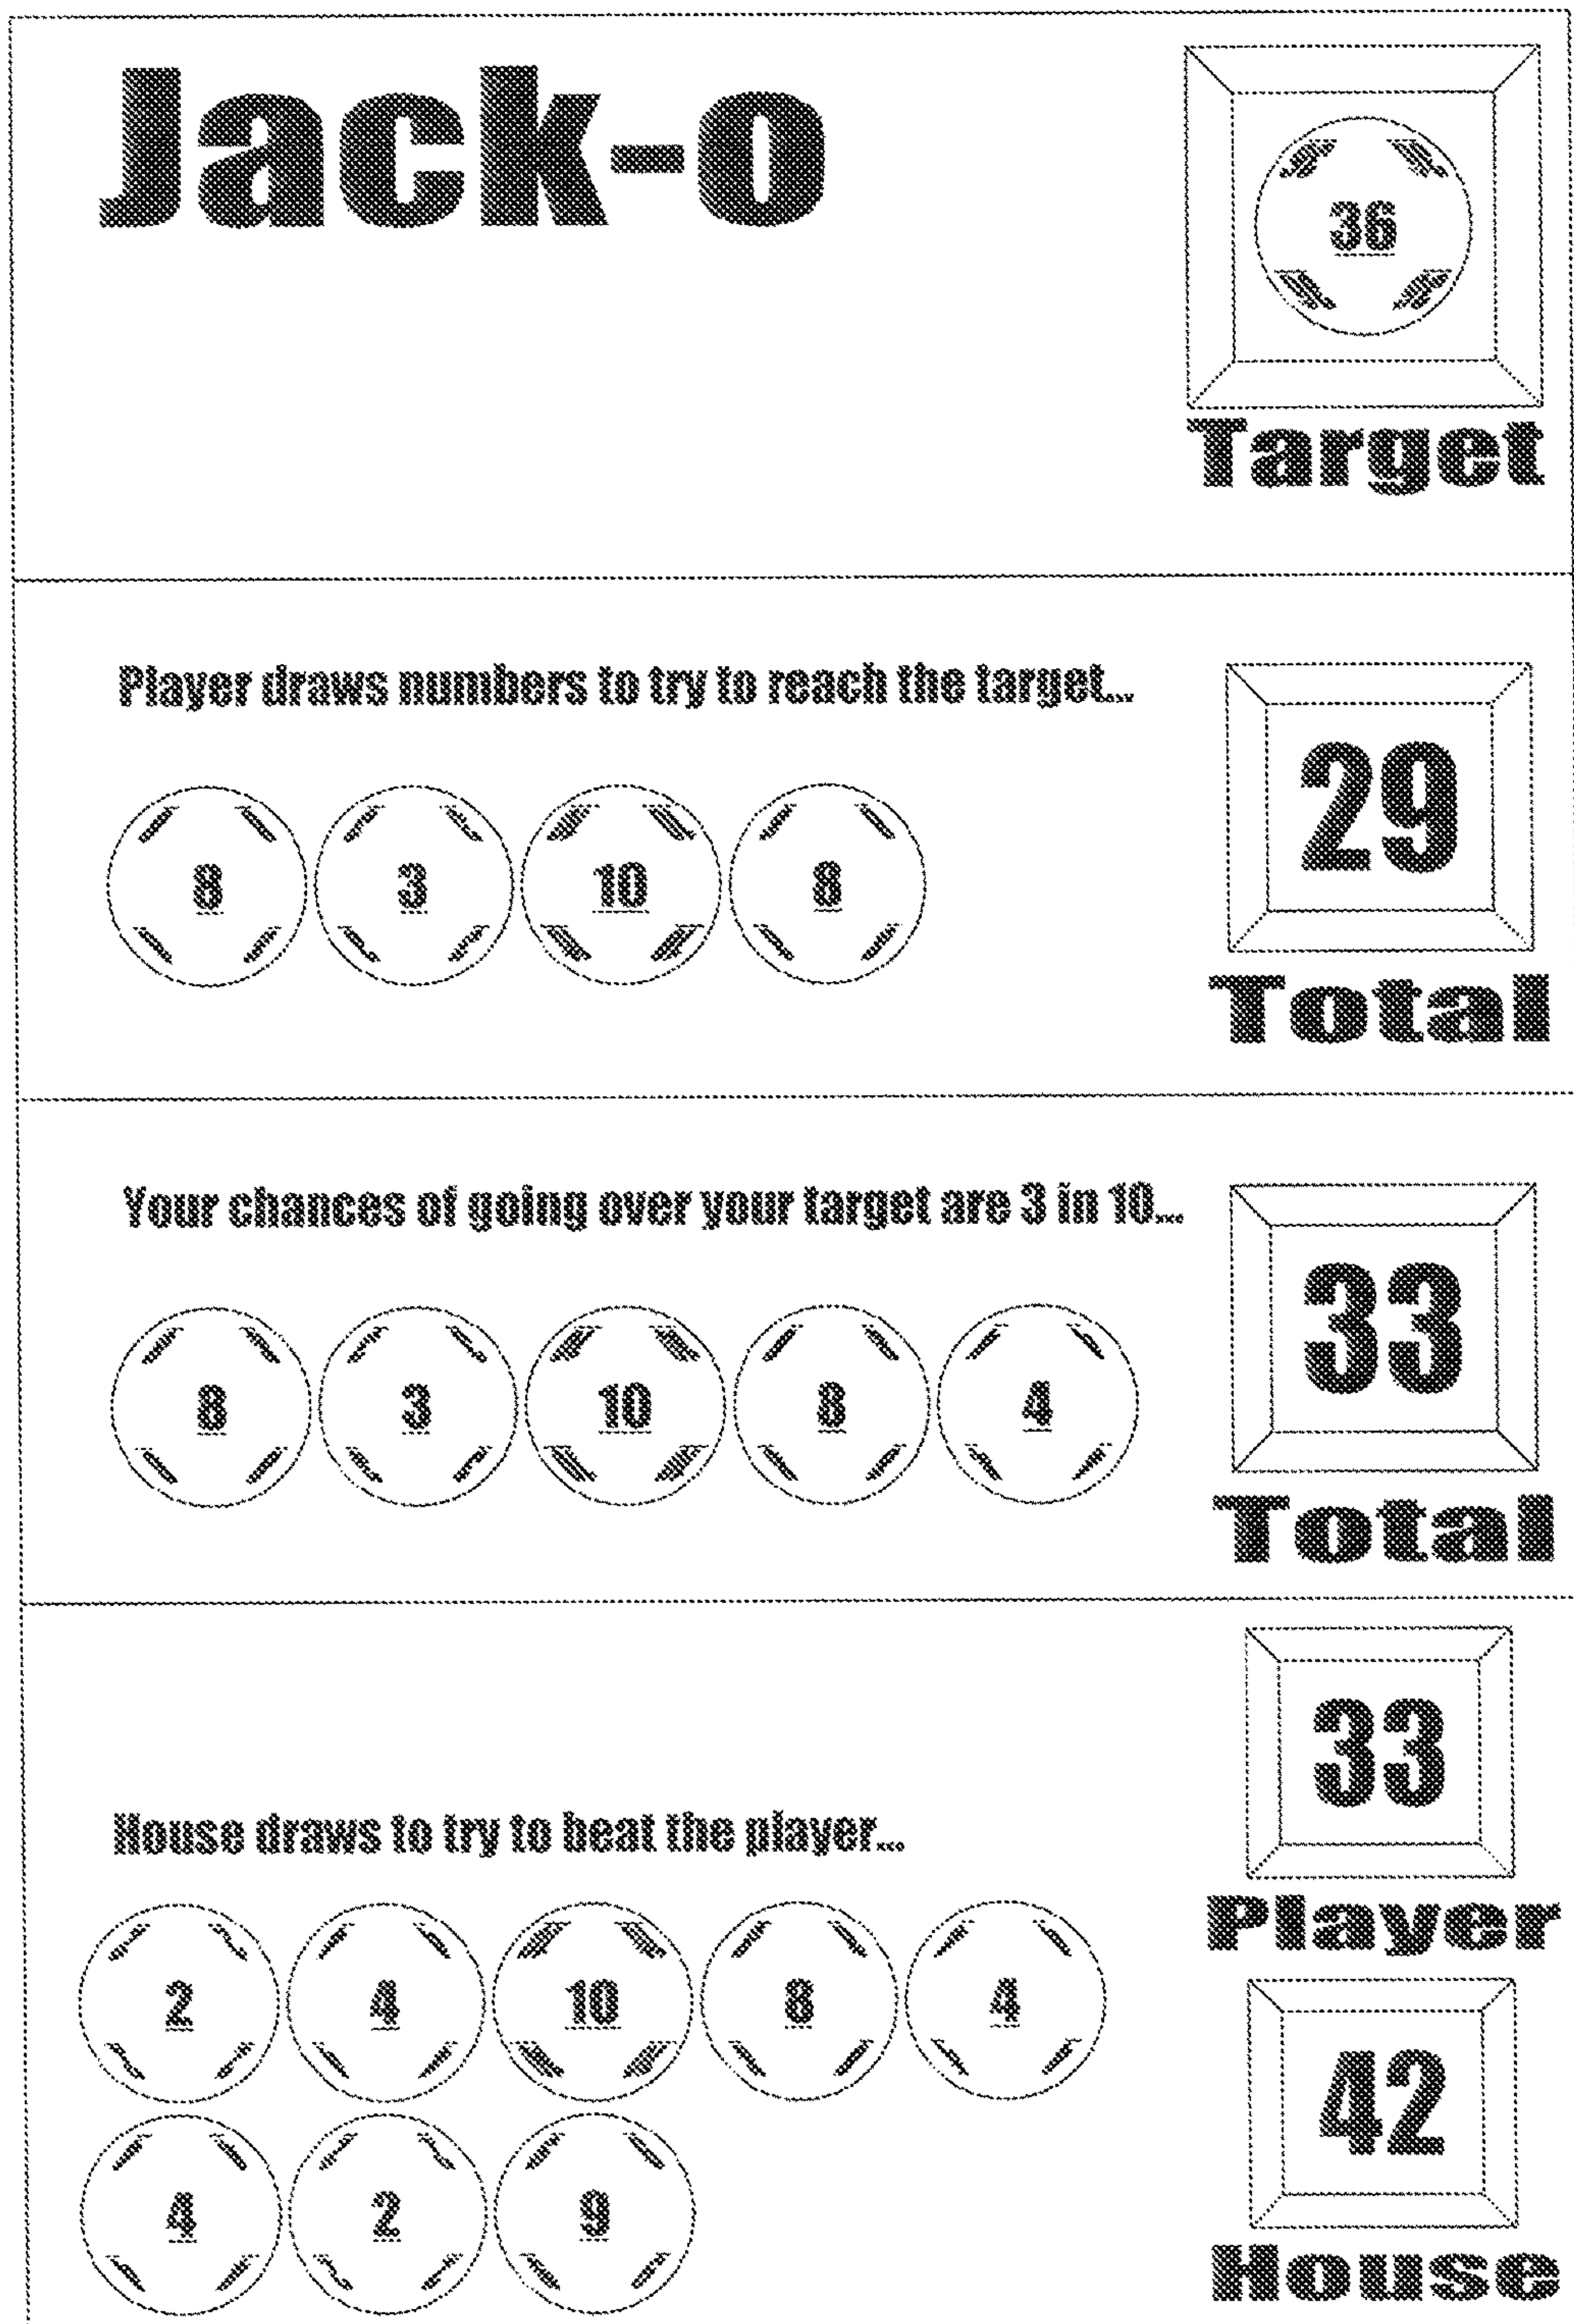 Jack-o
36
Target
Player draws numbers to try to reach the target...
8 3 10 8
29
Total
Your chances of going over your target are 3 in 10...
8 3 10 8 4
33
Total
33
Player
House draws to try to beat the player...
2 4 10 8 4
4 2 9
42
House